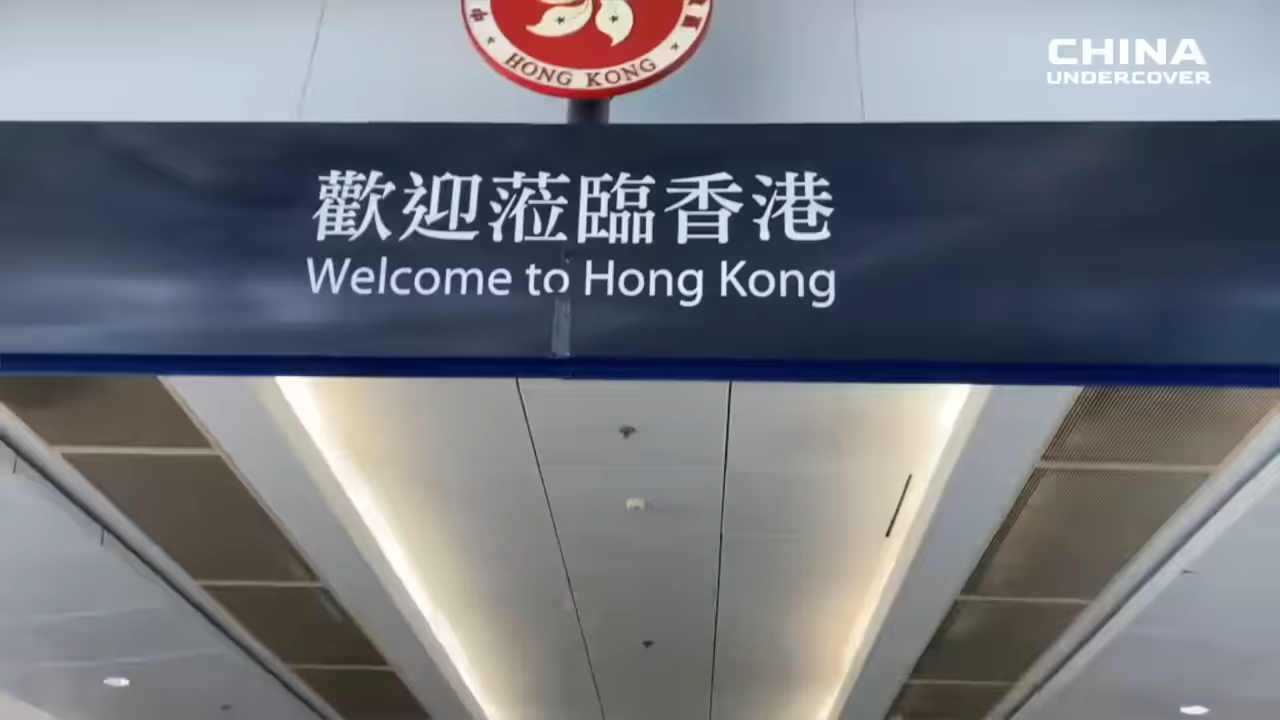 CHINA
UNDERCOVER
HONG KONG
歡迎蒞臨香港
Welcome to Hong Kong